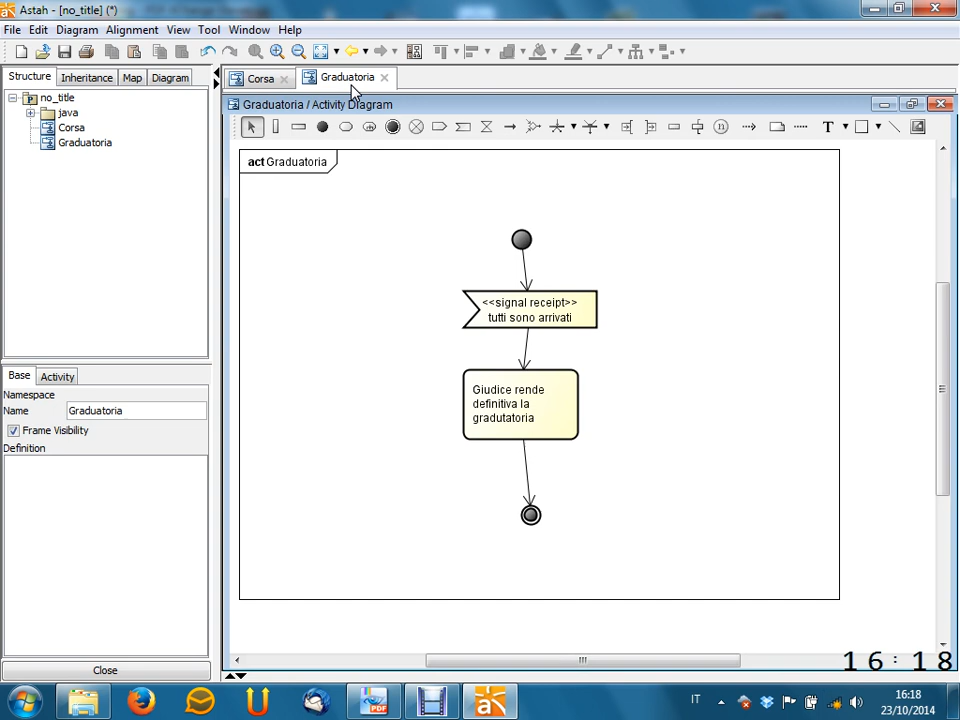 Astah - [no_title] (*)
File Edit Diagram Alignment View Tool Window Help
Structure Inheritance Map Diagram
Corsa Graduatoria
no_title
java
Corsa
Graduatoria
Graduatoria / Activity Diagram
T
act Graduatoria
<<signal receipt>>
tutti sono arrivati
Giudice rende
definitiva la
gradutatoria
Base Activity
Namespace
Name Graduatoria
Frame Visibility
Definition
Close
16:18
IT
16:18
23/10/2014